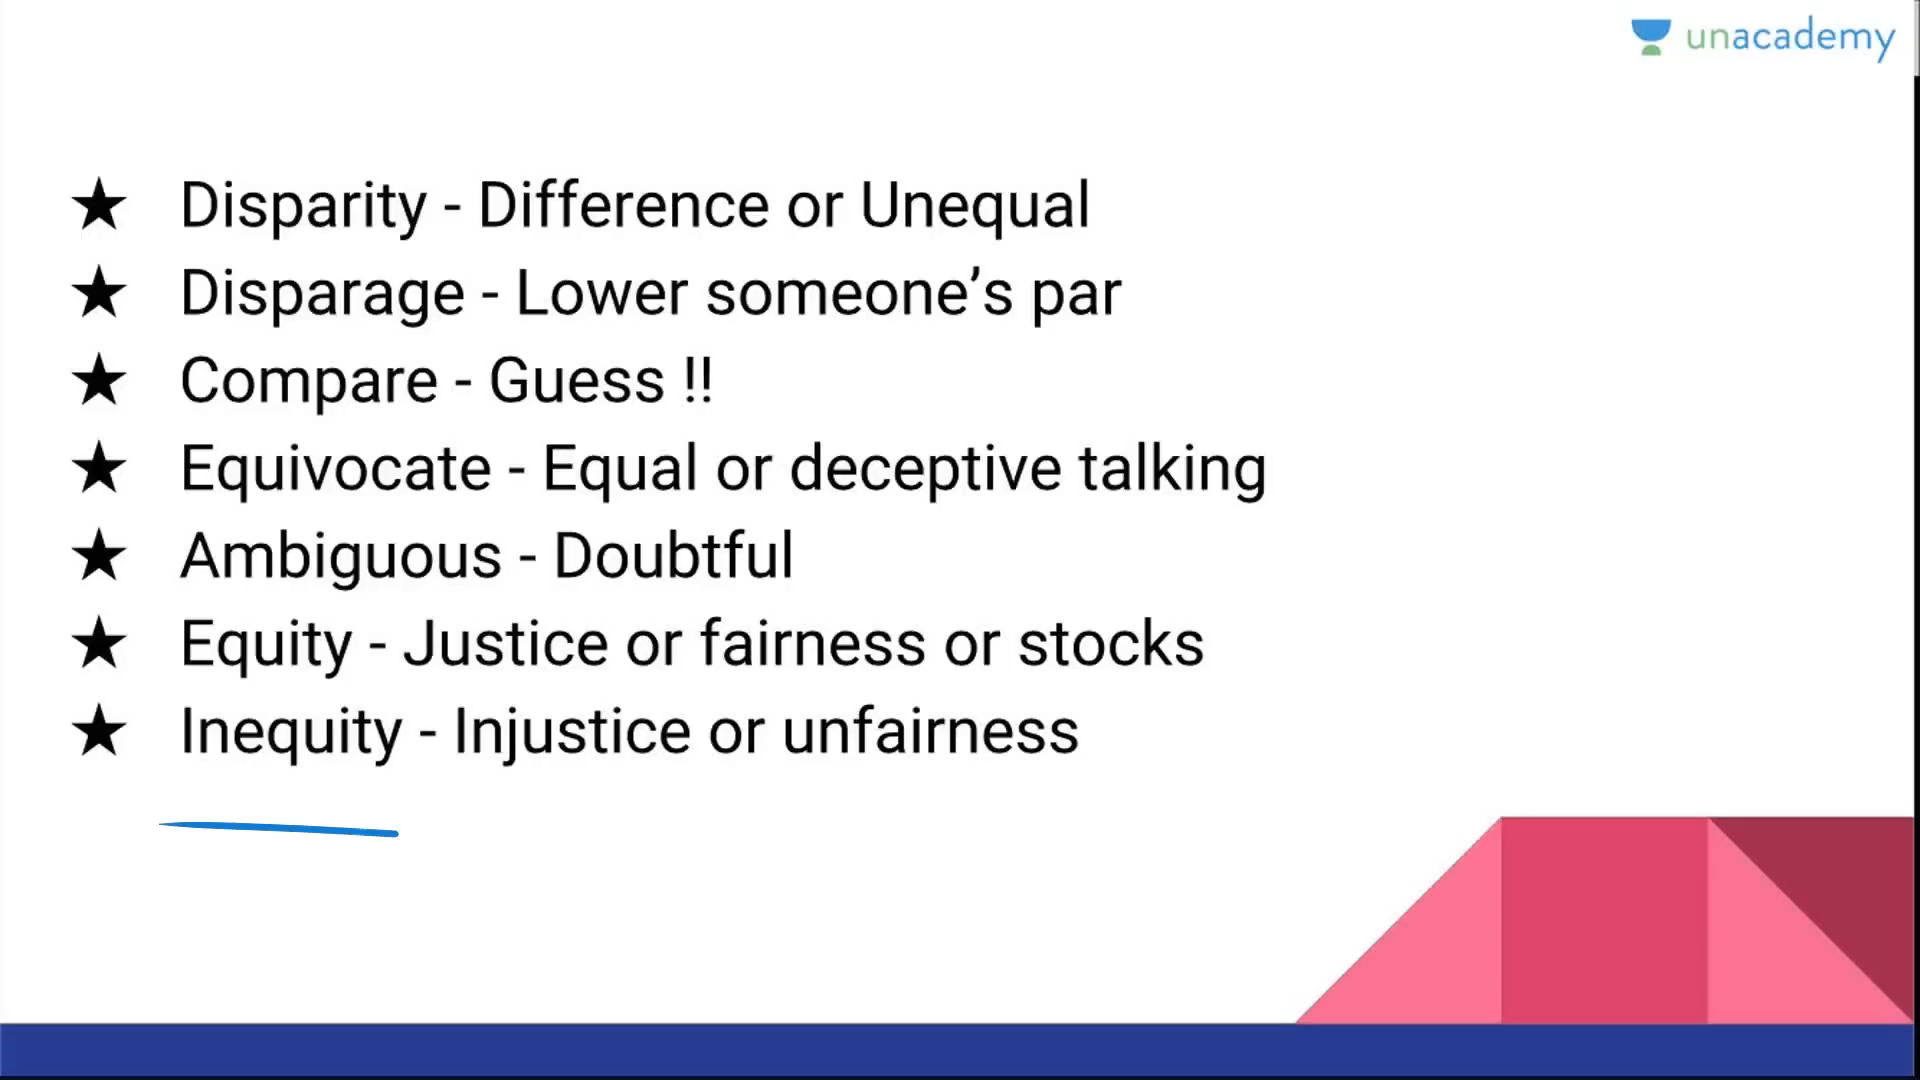 unacademy
★ Disparity - Difference or Unequal
★ Disparage - Lower someone’s par
★ Compare - Guess !!
★ Equivocate - Equal or deceptive talking
★ Ambiguous - Doubtful
★ Equity - Justice or fairness or stocks
★ Inequity - Injustice or unfairness